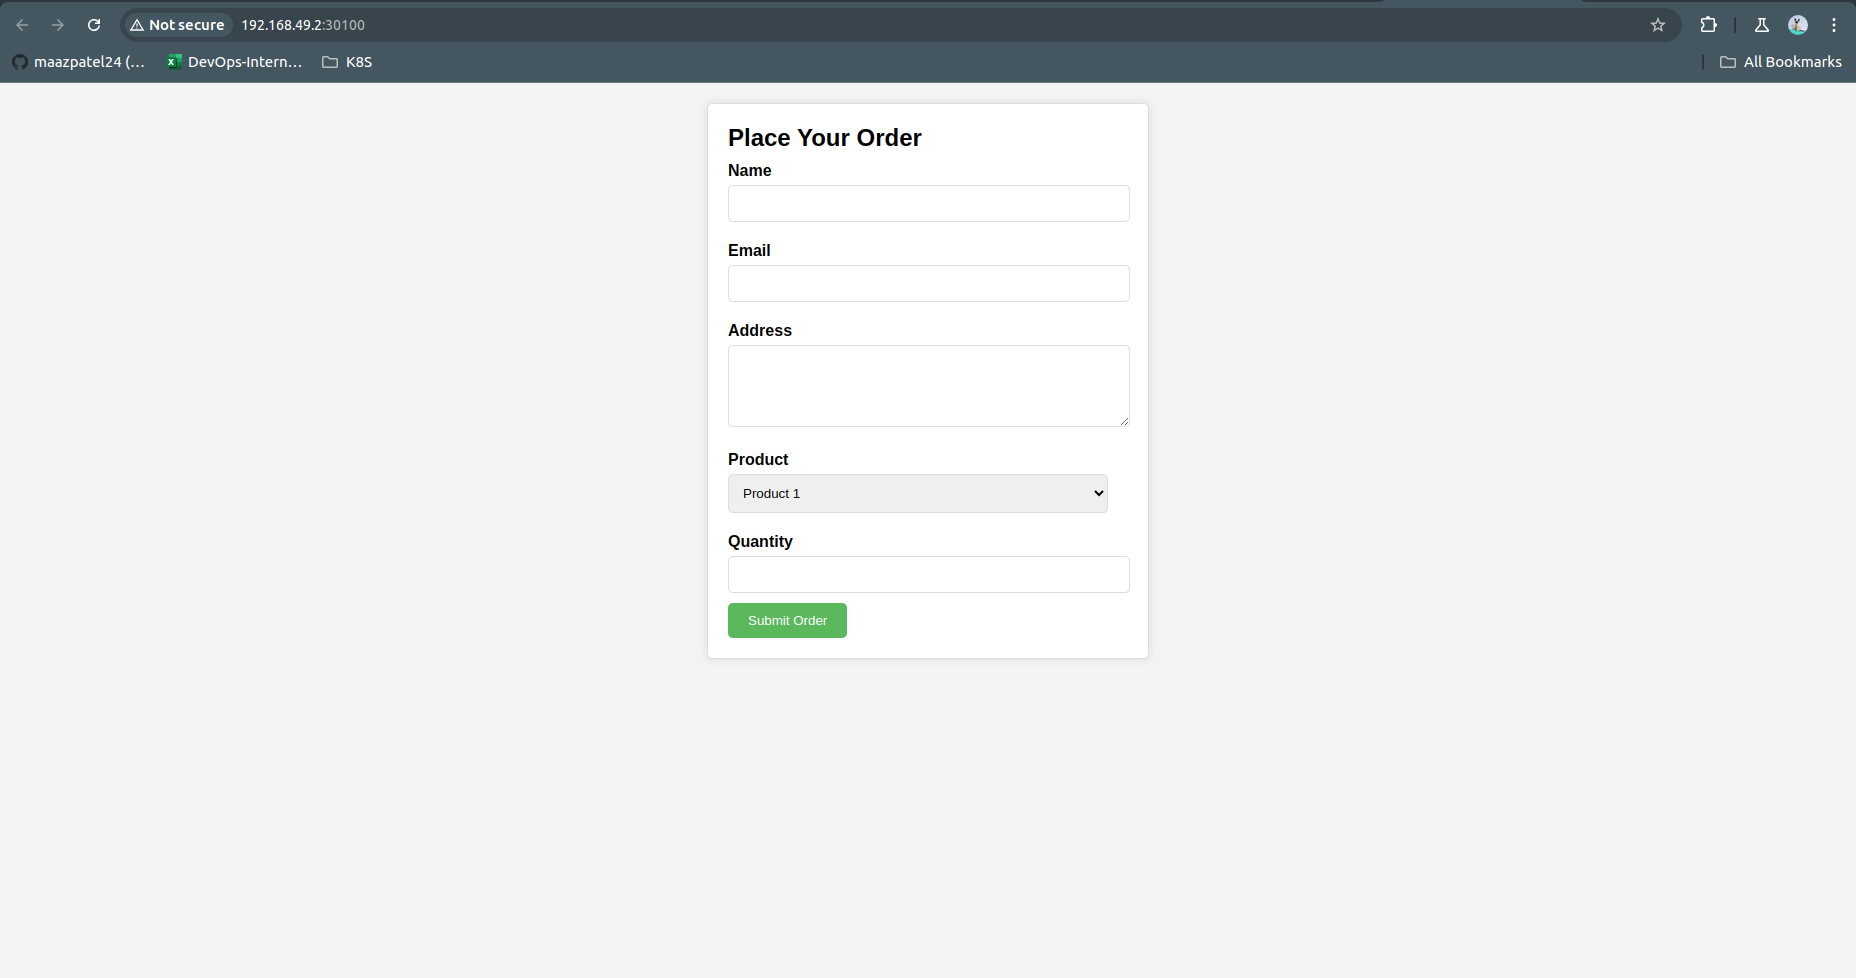 Not secure 192.168.49.2:30100
maazpatel24 (... DevOps-Intern... K8S All Bookmarks
Place Your Order
Name
Email
Address
Product
Product 1
Quantity
Submit Order